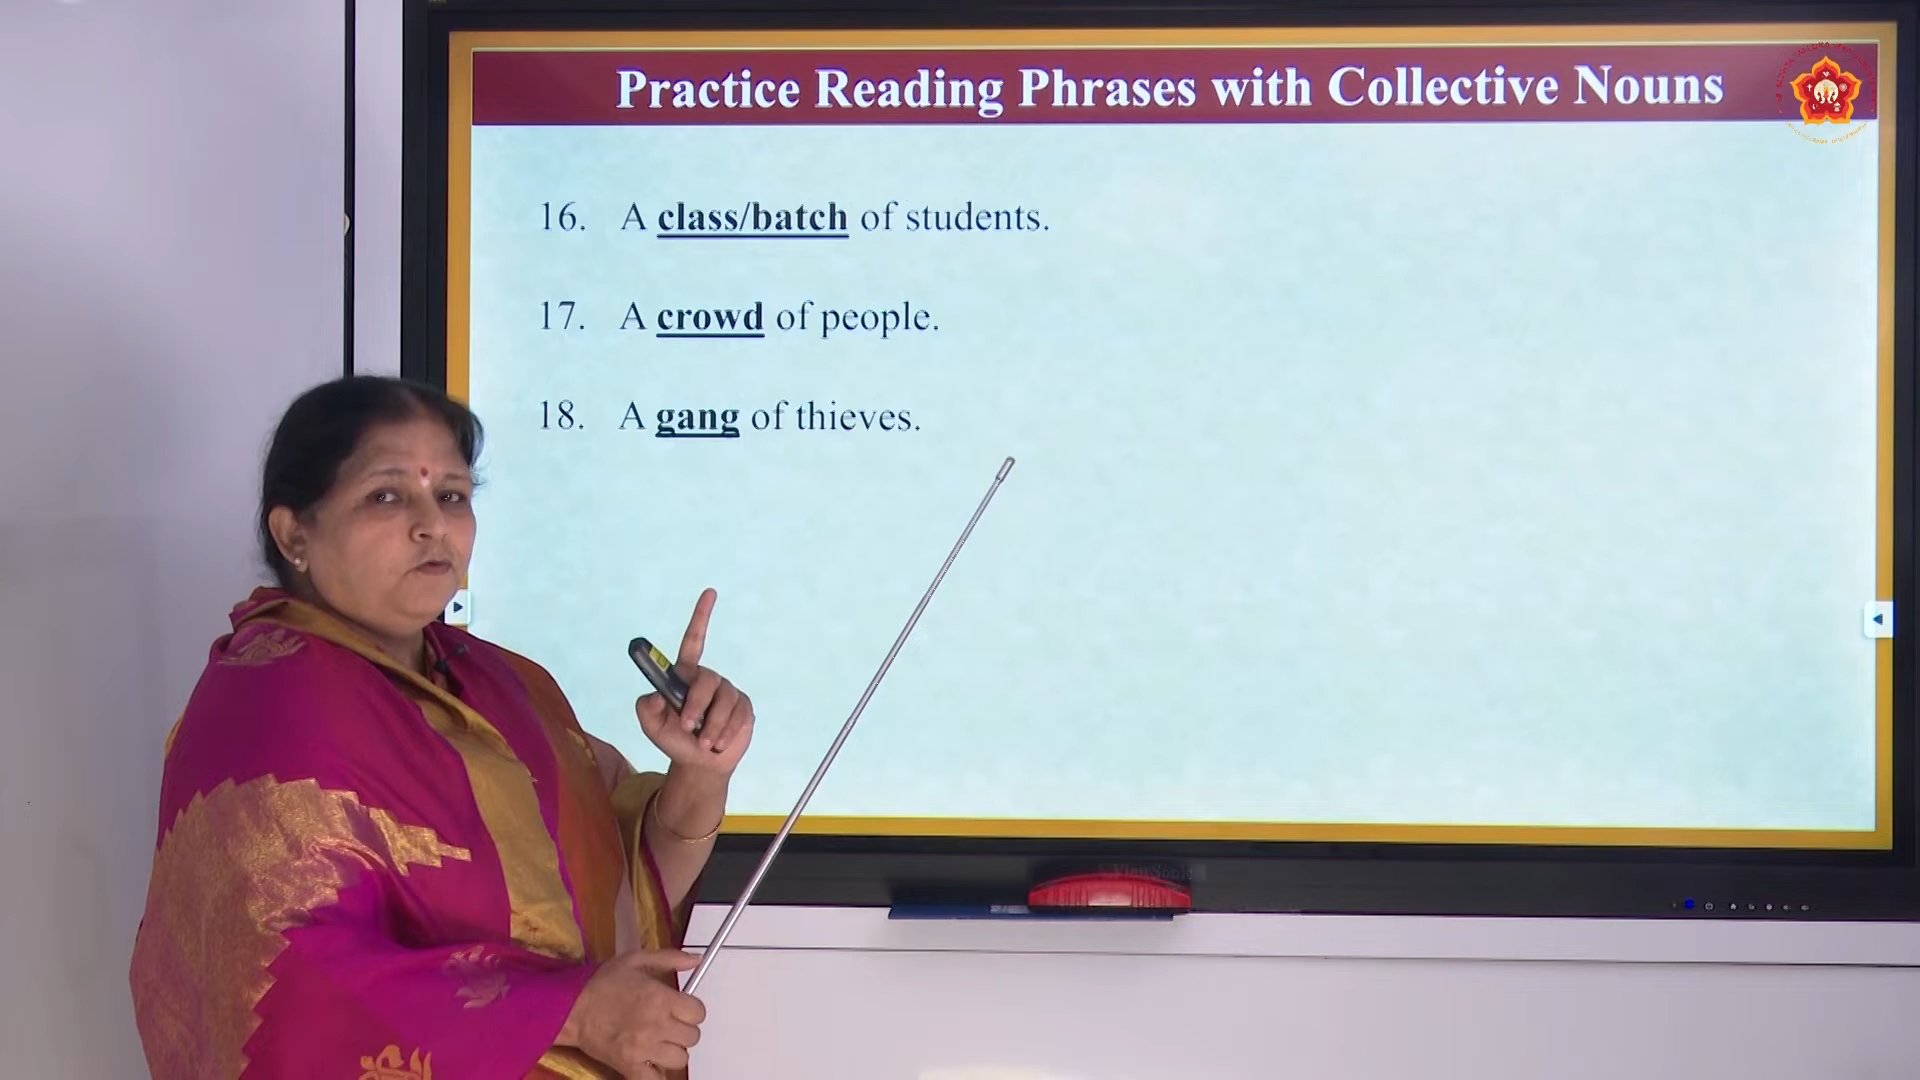 Practice Reading Phrases with Collective Nouns
16. A class/batch of students.
17. A crowd of people.
18. A gang of thieves.
ViewSonic